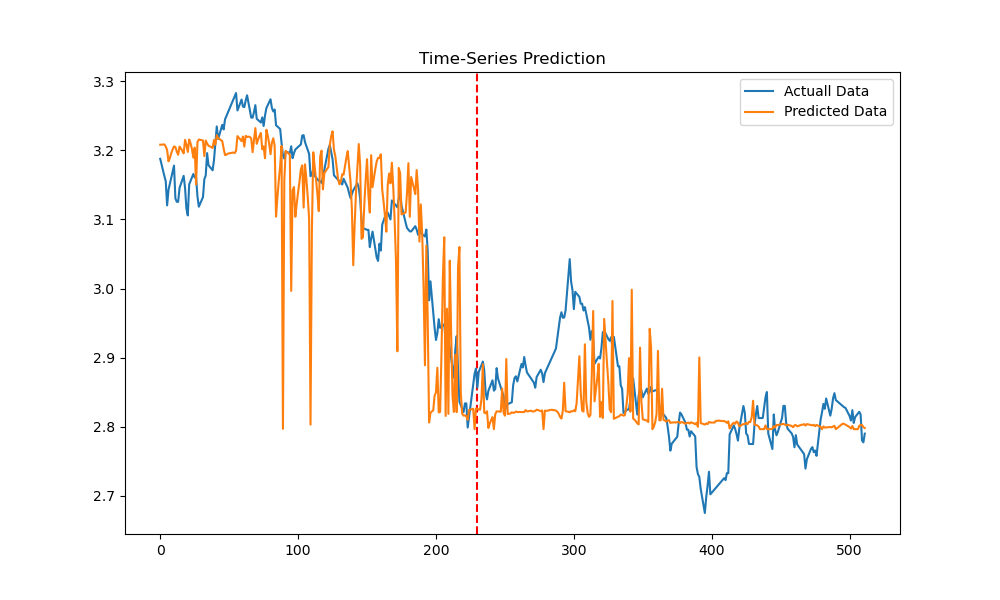 Time-Series Prediction
Actuall Data
Predicted Data
3.3
3.2
3.1
3.0
2.9
2.8
2.7
0 100 200 300 400 500